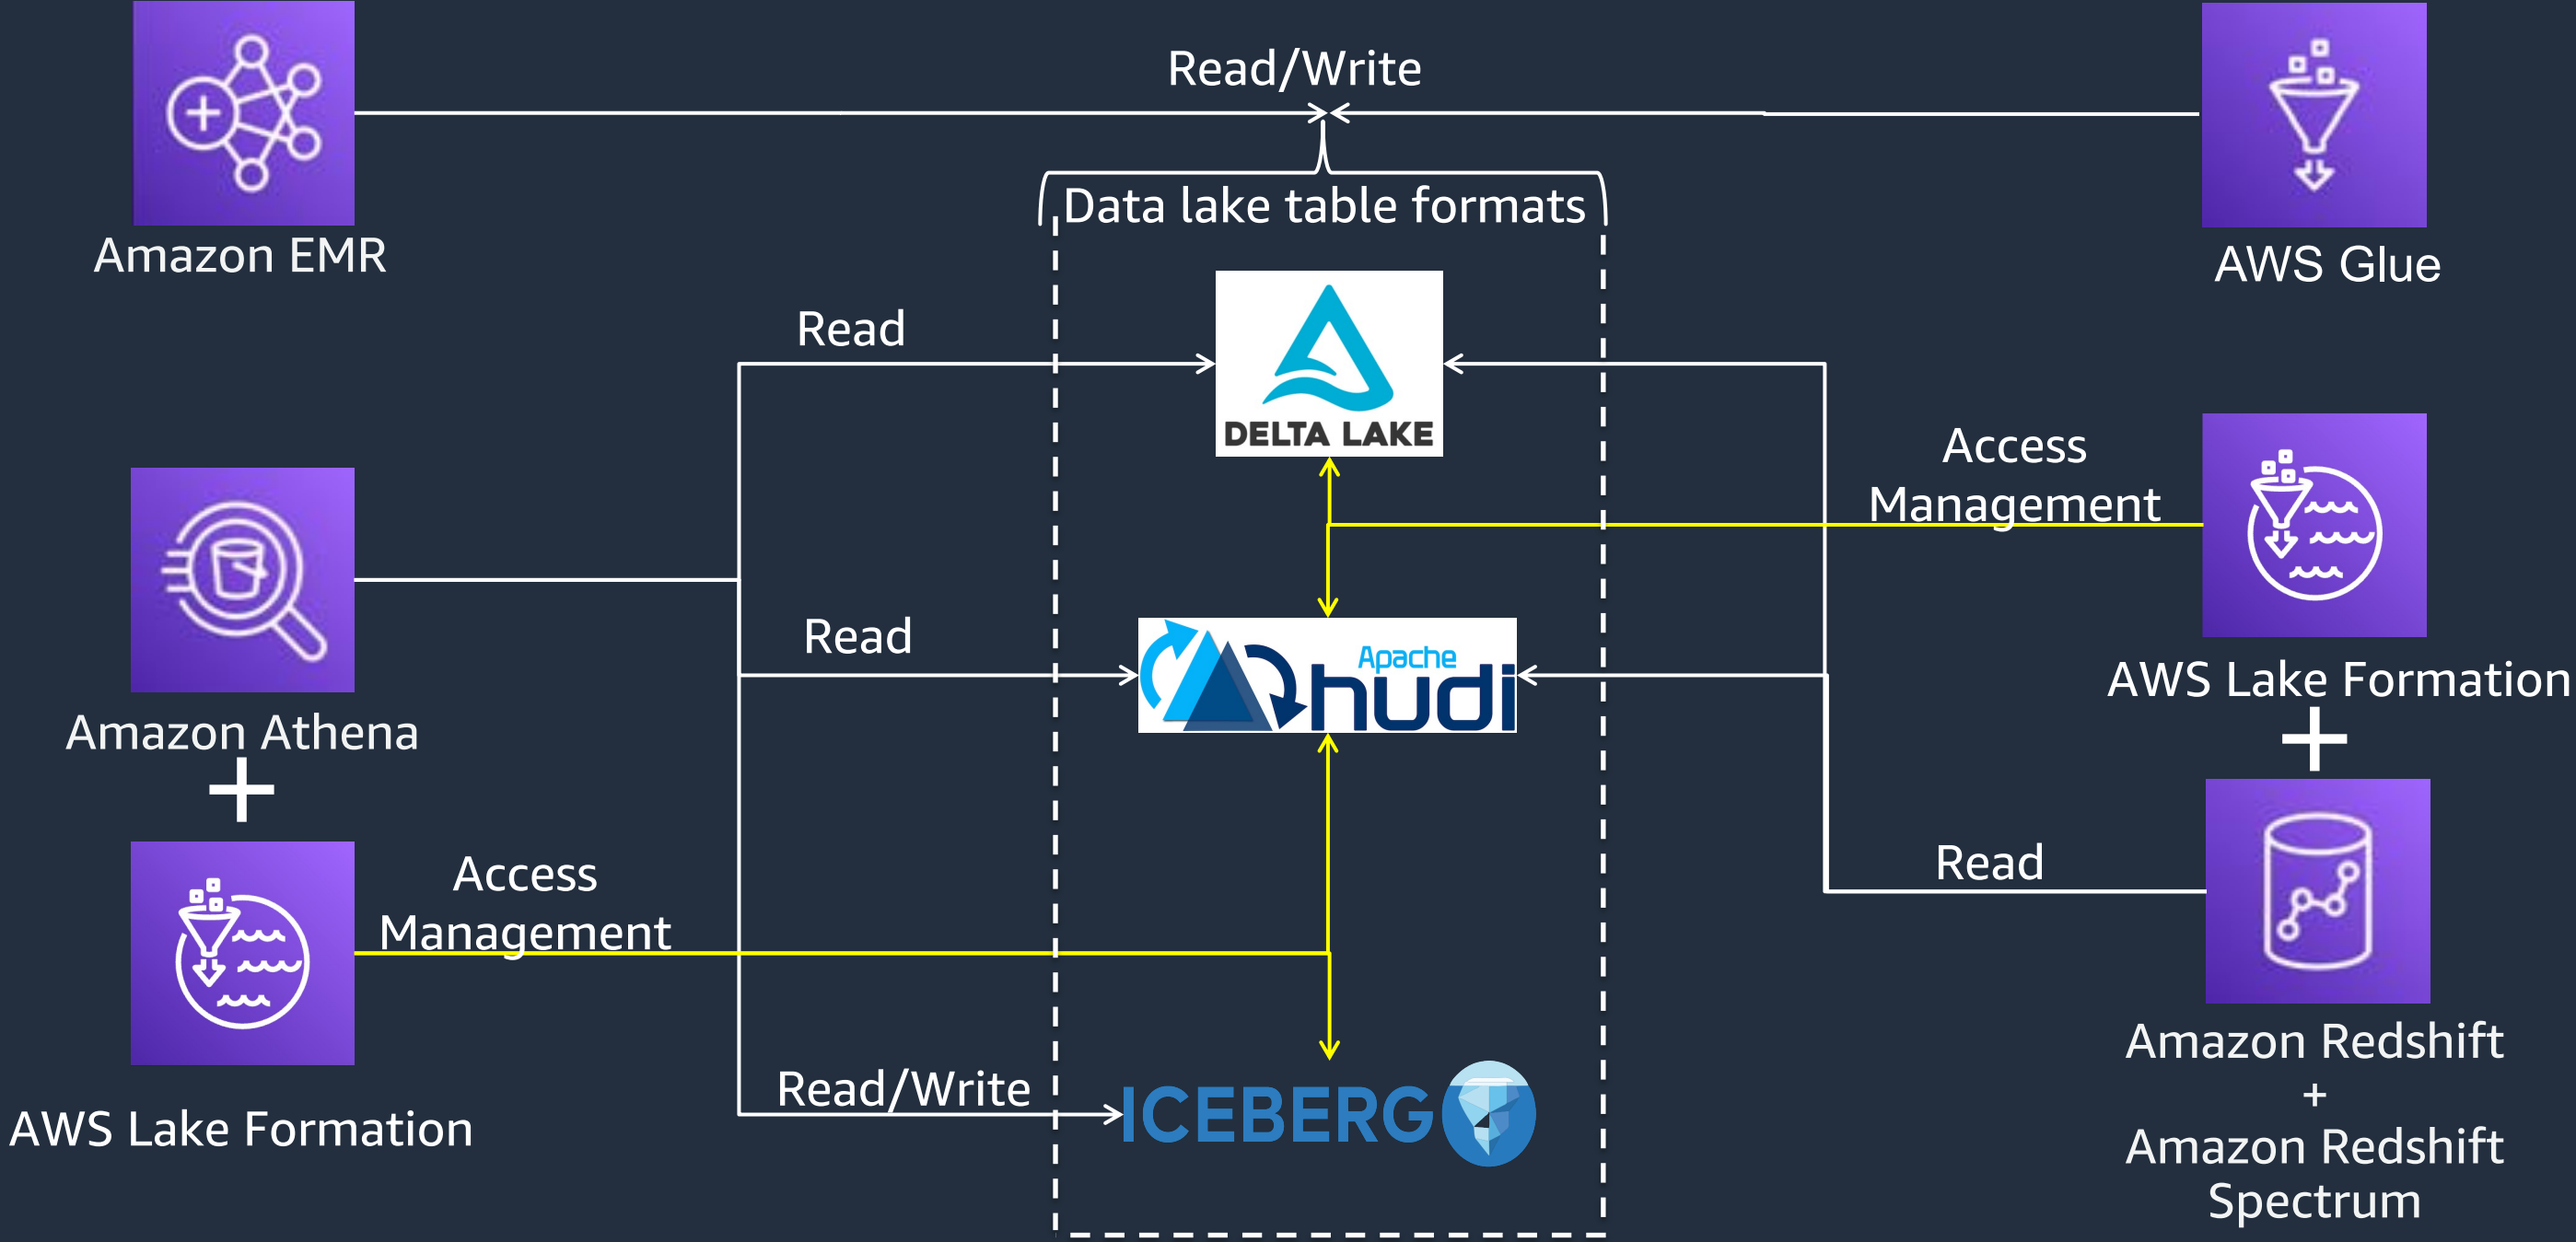 Read/Write
Data lake table formats
Amazon EMR
AWS Glue
Read
DELTA LAKE
Access
Management
Read
Apache
hudi
Amazon Athena
+
AWS Lake Formation
+
Access
Management
Read
AWS Lake Formation
Read/Write
ICEBERG
Amazon Redshift
+
Amazon Redshift
Spectrum